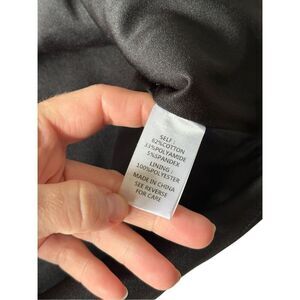 SELF :
62%COTTON
33%POLYAMIDE
5%SPANDEX
LINING :
100%POLYESTER
MADE IN CHINA
SEE REVERSE
FOR CARE